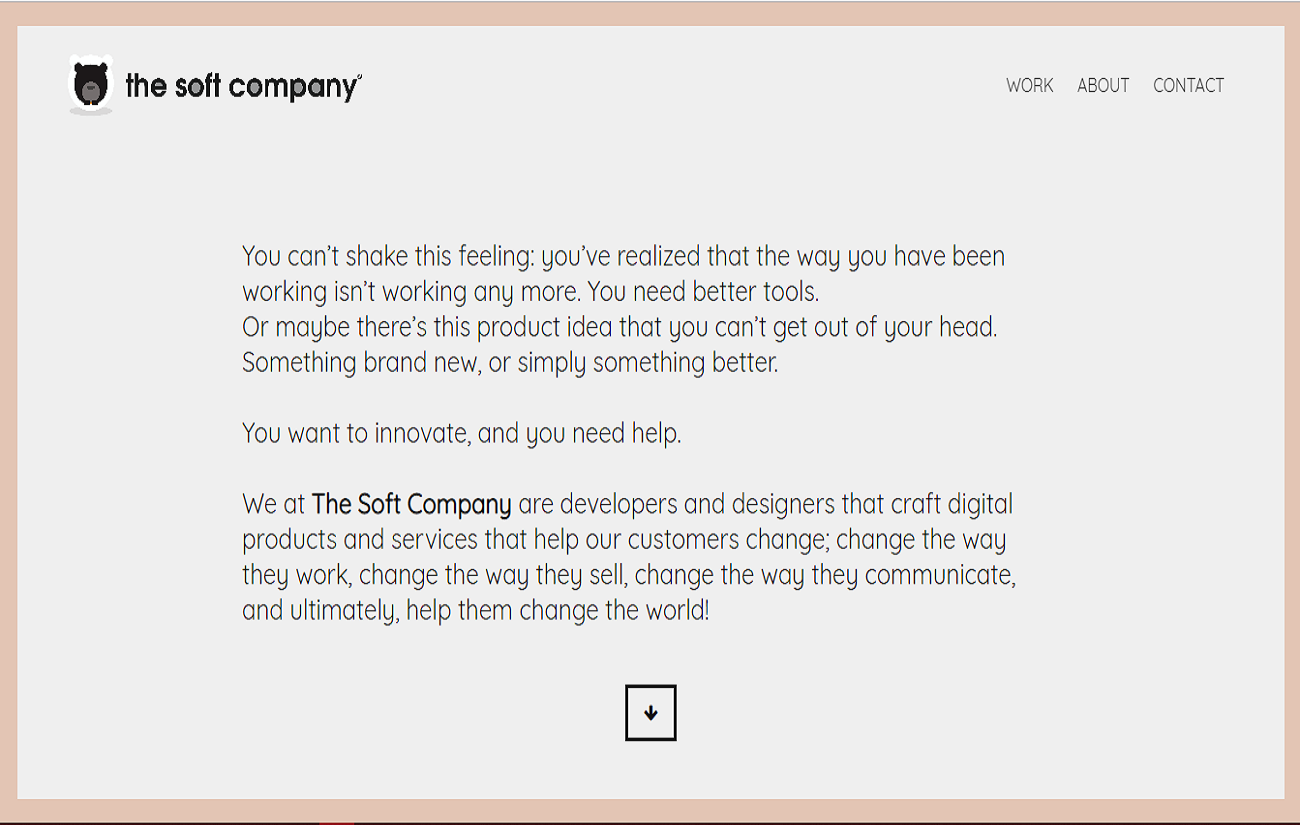 the soft company
WORK ABOUT CONTACT
You can’t shake this feeling: you’ve realized that the way you have been
working isn’t working any more. You need better tools.
Or maybe there’s this product idea that you can’t get out of your head.
Something brand new, or simply something better.
You want to innovate, and you need help.
We at The Soft Company are developers and designers that craft digital
products and services that help our customers change; change the way
they work, change the way they sell, change the way they communicate,
and ultimately, help them change the world!